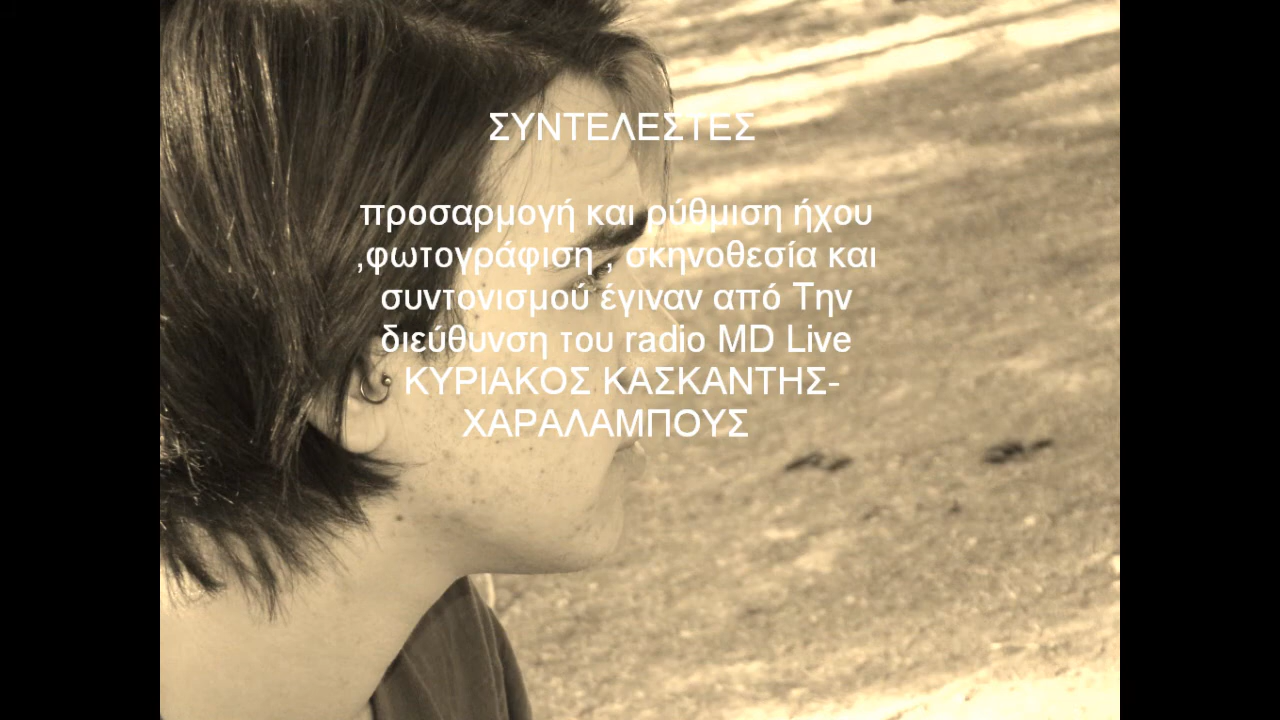 ΣΥΝΤΕΛΕΣΤΕΣ
προσαρμογή και ρύθμιση ήχου
,φωτογράφιση , σκηνοθεσία και
συντονισμού έγιναν από Την
διεύθυνση του radio MD Live
ΚΥΡΙΑΚΟΣ ΚΑΣΚΑΝΤΗΣ-
ΧΑΡΑΛΑΜΠΟΥΣ